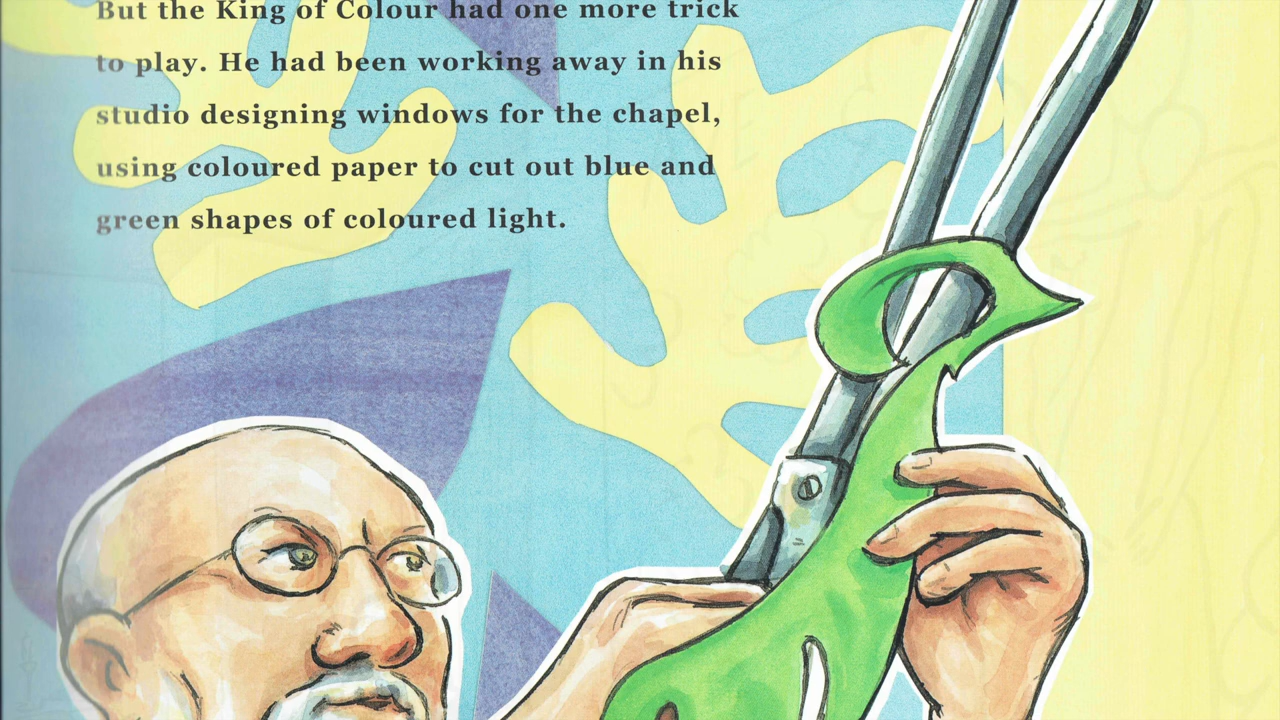 But the King of Colour had one more trick
to play. He had been working away in his
studio designing windows for the chapel,
using coloured paper to cut out blue and
green shapes of coloured light.